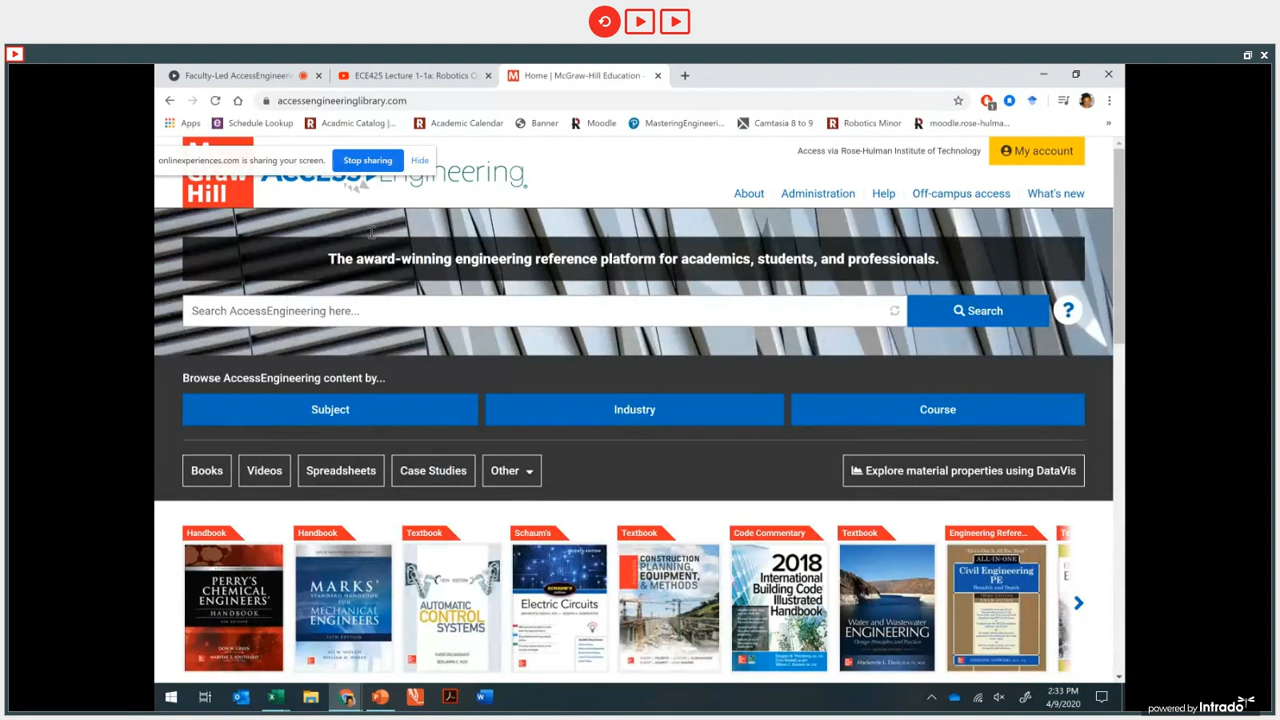 Faculty-Led AccessEngineeri
ECE425 Lecture 1-1a: Robotics O
Home | McGraw-Hill Education -
accessengineeringlibrary.com
1
Apps
Schedule Lookup
Acadmic Catalog |...
Academic Calendar
Banner
Moodle
MasteringEngineeri...
Camtasia 8 to 9
Robotics Minor
moodle.rose-hulma...
»
onlinexperiences.com is sharing your screen.
Stop sharing
Hide
Hill
Engineering
Access via Rose-Hulman Institute of Technology
My account
About
Administration
Help
Off-campus access
What's new
The award-winning engineering reference platform for academics, students, and professionals.
Search AccessEngineering here...
Search
?
Browse AccessEngineering content by...
Subject
Industry
Course
Books
Videos
Spreadsheets
Case Studies
Other
Explore material properties using DataVis
Handbook
Handbook
Textbook
Schaum's
Textbook
Code Commentary
Textbook
Engineering Refere...
PERRY'S
CHEMICAL
ENGINEERS'
HANDBOOK
MARKS'
STANDARD HANDBOOK
FOR
MECHANICAL
ENGINEERS
AUTOMATIC
CONTROL
SYSTEMS
Electric Circuits
CONSTRUCTION
PLANNING,
EQUIPMENT,
& METHODS
2018
International
Building Code
Illustrated
Handbook
Water and Wastewater
ENGINEERING
ALL-IN-ONE
Civil Engineering
PE
2:33 PM
4/9/2020
powered by Intrado